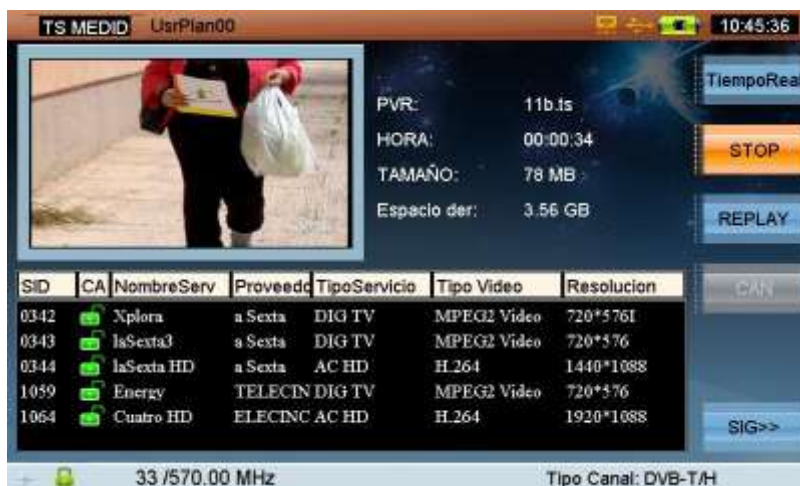 TS MEDID UsrPlan00 10:45:36
TiempoRea
PVR: 11b.ts
HORA: 00:00:34
STOP
TAMAÑO: 78 MB
Espacio der: 3.56 GB
REPLAY
SID CA NombreServ Proveedo TipoServicio Tipo Video Resolucion
CAN
0342 Xplora a Sexta DIG TV MPEG2 Video 720*576I
0343 laSexta3 a Sexta DIG TV MPEG2 Video 720*576
0344 laSexta HD a Sexta AC HD H.264 1440*1088
1059 Energy TELECIN DIG TV MPEG2 Video 720*576
1064 Cuatro HD ELECINC AC HD H.264 1920*1088
SIG>>
33 /570.00 MHz Tipo Canal: DVB-T/H